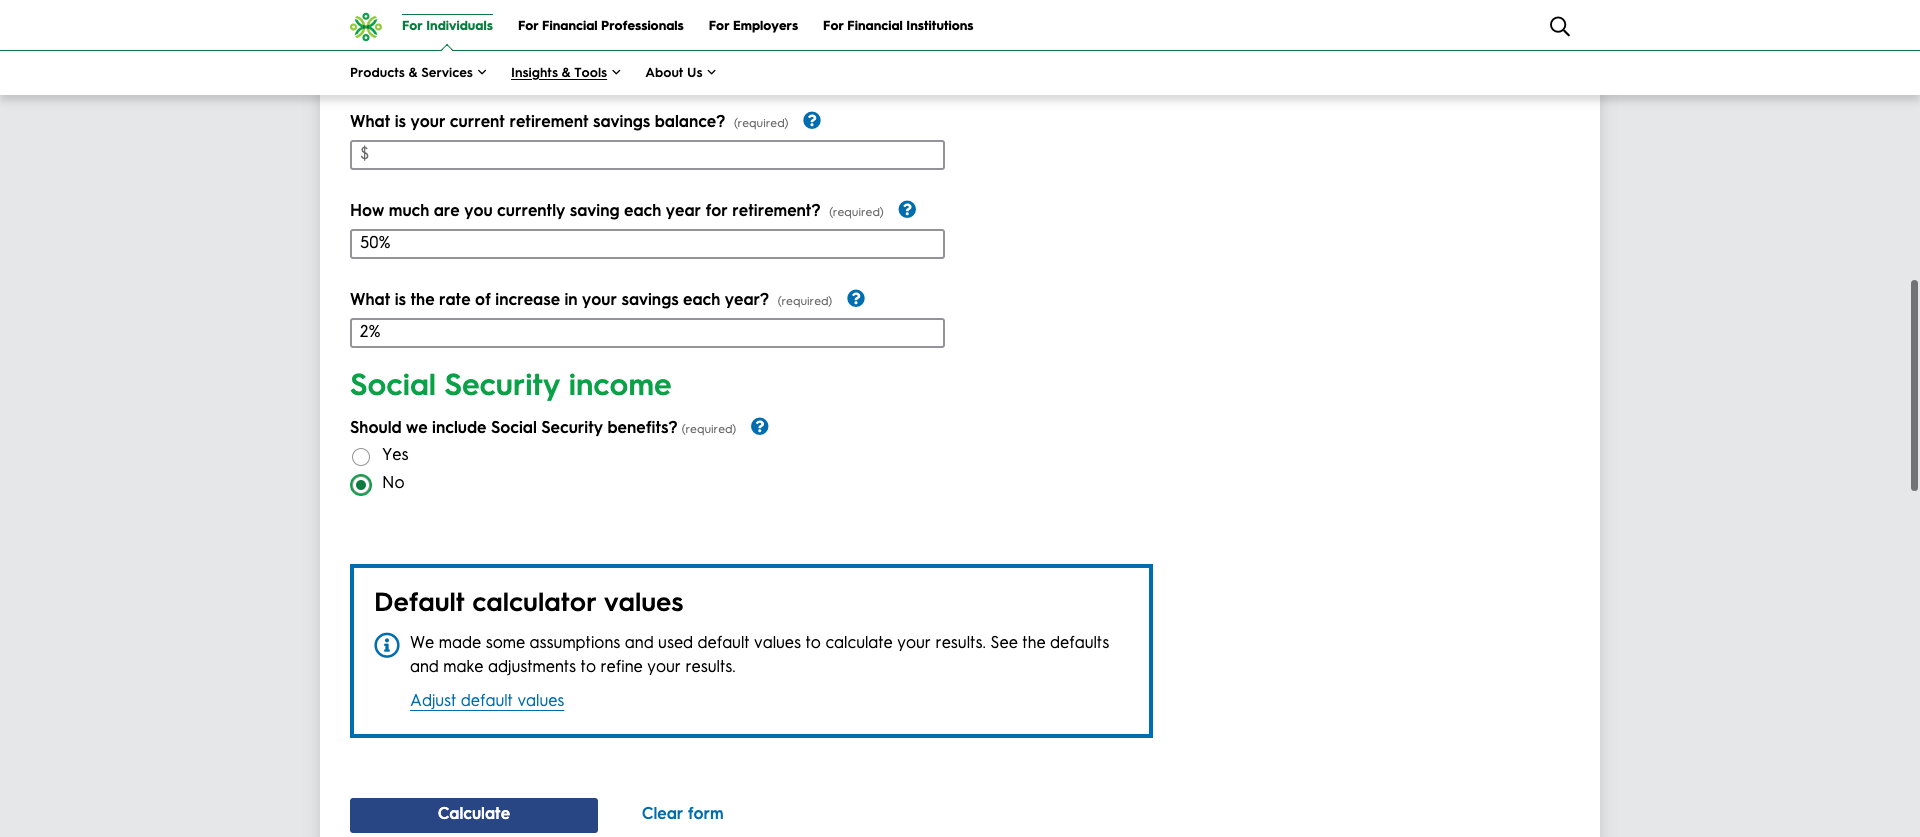 For Individuals For Financial Professionals For Employers For Financial Institutions
Products & Services Insights & Tools About Us
What is your current retirement savings balance? (required) ?
$
How much are you currently saving each year for retirement? (required) ?
50%
What is the rate of increase in your savings each year? (required) ?
2%
Social Security income
Should we include Social Security benefits? (required) ?
Yes
No
Default calculator values
We made some assumptions and used default values to calculate your results. See the defaults
and make adjustments to refine your results.
Adjust default values
Calculate Clear form